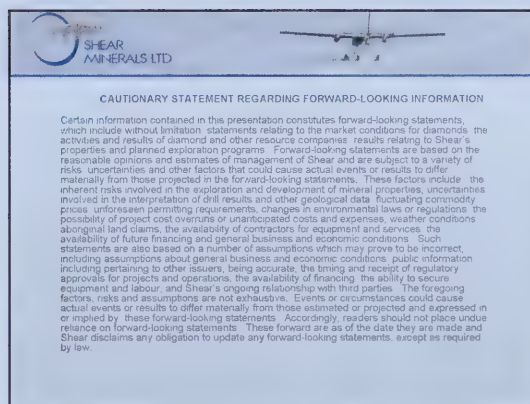 SHEAR
MINERALS LTD
CAUTIONARY STATEMENT REGARDING FORWARD-LOOKING INFORMATION
Certain information contained in this presentation constitutes forward-looking statements,
which include without limitation statements relating to the market conditions for diamonds the
activities and results of diamond and other resource companies results relating to Shear's
properties and planned exploration programs Forward-looking statements are based on the
reasonable opinions and estimates of management of Shear and are subject to a variety of
risks uncertainties and other factors that could cause actual events or results to differ
materially from those projected in the forward-looking statements. These factors include the
inherent risks involved in the exploration and development of mineral properties, uncertainties
involved in the interpretation of drill results and other geological data fluctuating commodity
prices unforeseen permitting requirements, changes in environmental laws or regulations the
possibility of project cost overruns or unanticipated costs and expenses, weather conditions
aboriginal land claims, the availability of contractors for equipment and services the
availability of future financing and general business and economic conditions Such
statements are also based on a number of assumptions which may prove to be incorrect,
including assumptions about general business and economic conditions public information
including pertaining to other issuers, being accurate, the timing and receipt of regulatory
approvals for projects and operations, the availability of financing the ability to secure
equipment and labour, and Shear's ongoing relationship with third parties The foregoing
factors, risks and assumptions are not exhaustive. Events or circumstances could cause
actual events or results to differ materially from those estimated or projected and expressed in
or implied by these forward-looking statements Accordingly, readers should not place undue
reliance on forward-looking statements These forward are as of the date they are made and
Shear disclaims any obligation to update any forward-looking statements, except as required
by law.